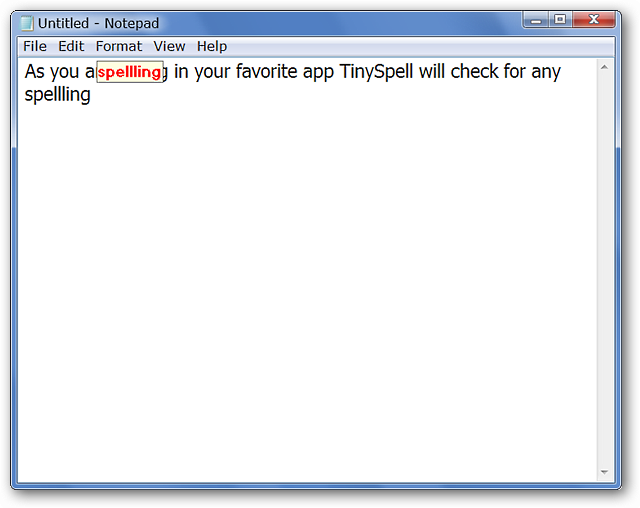 Untitled - Notepad
File Edit Format View Help
As you a spellling g in your favorite app TinySpell will check for any
spellling